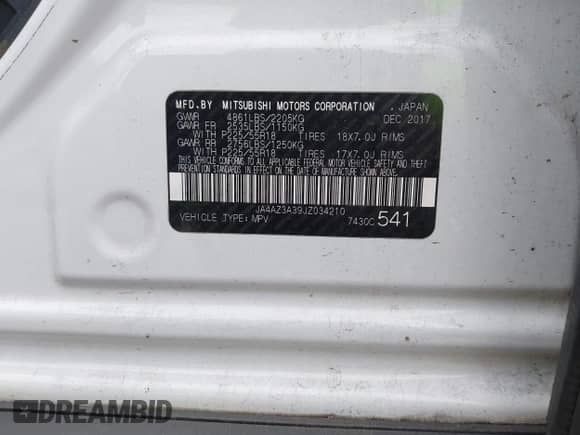 MFD.BY MITSUBISHI MOTORS CORPORATION , JAPAN
GVWR 4861LBS/2205KG DEC 2017
GAWR FR 2535LBS/1150KG
WITH P225/55R18 TIRES 18X7.0J RIMS
GAWR RR 2756LBS/1250KG
WITH P225/55R18 TIRES 17X7.0J RIMS
THIS VEHICLE CONFORMS TO ALL APPLICABLE FEDERAL MOTOR VEHICLE SAFETY AND THEFT
PREVENTION STANDARDS IN EFFECT ON THE DATE OF MANUFACTURE SHOWN ABOVE.
JA4AZ3A39JZ034210
VEHICLE TYPE: MPV 7430C 541
DREAMBID